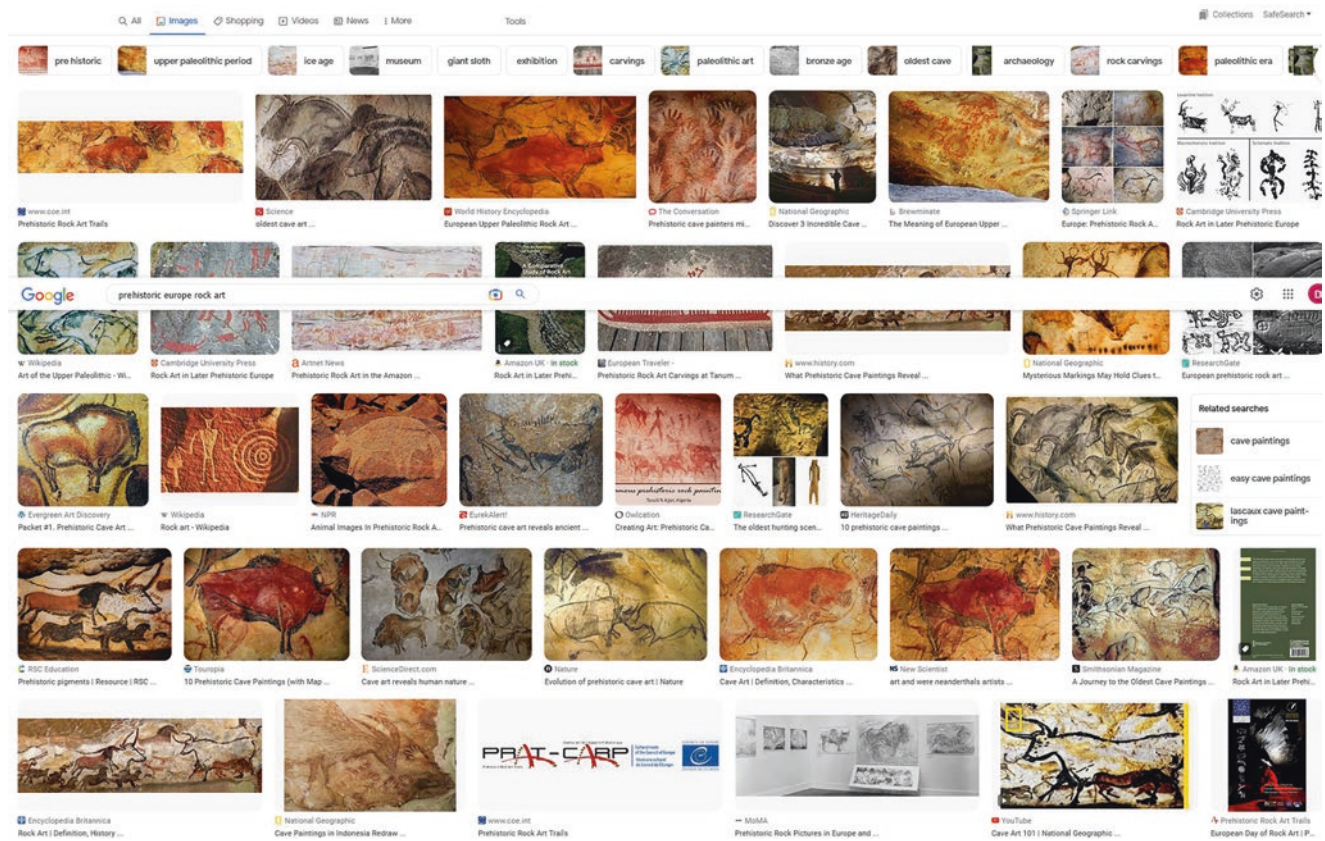 All Images Shopping Videos News More Tools Collections SafeSearch
pre historic upper paleolithic period ice age museum giant sloth exhibition carvings paleolithic art bronze age oldest cave archaeology rock carvings paleolithic era
www.coe.int Science World History Encyclopedia The Conversation National Geographic Brewminate Springer Link Cambridge University Press
Prehistoric Rock Art Trails oldest cave art ... European Upper Paleolithic Rock Art ... Prehistoric cave painters mi... Discover 3 Incredible Cave ... The Meaning of European Upper ... Europe: Prehistoric Rock A... Rock Art in Later Prehistoric Europe
Google prehistoric europe rock art D
Wikipedia Cambridge University Press Artnet News Amazon UK · In stock European Traveler - www.history.com National Geographic ResearchGate
Art of the Upper Paleolithic - Wi... Rock Art in Later Prehistoric Europe Prehistoric Rock Art in the Amazon ... Rock Art in Later Prehi... Prehistoric Rock Art Carvings at Tanum ... What Prehistoric Cave Paintings Reveal ... Mysterious Markings May Hold Clues t... European prehistoric rock art ...
Related searches
cave paintings
easy cave paintings
lascaux cave paint-
ings
Evergreen Art Discovery Wikipedia NPR EurekAlert! Owlcation ResearchGate HeritageDaily www.history.com
Packet #1. Prehistoric Cave Art ... Rock art - Wikipedia Animal Images In Prehistoric Rock A... Prehistoric cave art reveals ancient ... Creating Art: Prehistoric Ca... The oldest hunting scen... 10 prehistoric cave paintings ... What Prehistoric Cave Paintings Reveal ...
RSC Education Touropia ScienceDirect.com Nature Encyclopedia Britannica New Scientist Smithsonian Magazine Amazon UK · In stock
Prehistoric pigments | Resource | RSC ... 10 Prehistoric Cave Paintings (with Map ... Cave art reveals human nature ... Evolution of prehistoric cave art | Nature Cave Art | Definition, Characteristics ... art and were neanderthals artists ... A Journey to the Oldest Cave Paintings ... Rock Art in Later Prehi...
PRAT-CARP
Encyclopedia Britannica National Geographic www.coe.int MoMA YouTube Prehistoric Rock Art Trails
Rock Art | Definition, History ... Cave Paintings in Indonesia Redraw ... Prehistoric Rock Art Trails Prehistoric Rock Pictures in Europe and ... Cave Art 101 | National Geographic ... European Day of Rock Art | P...